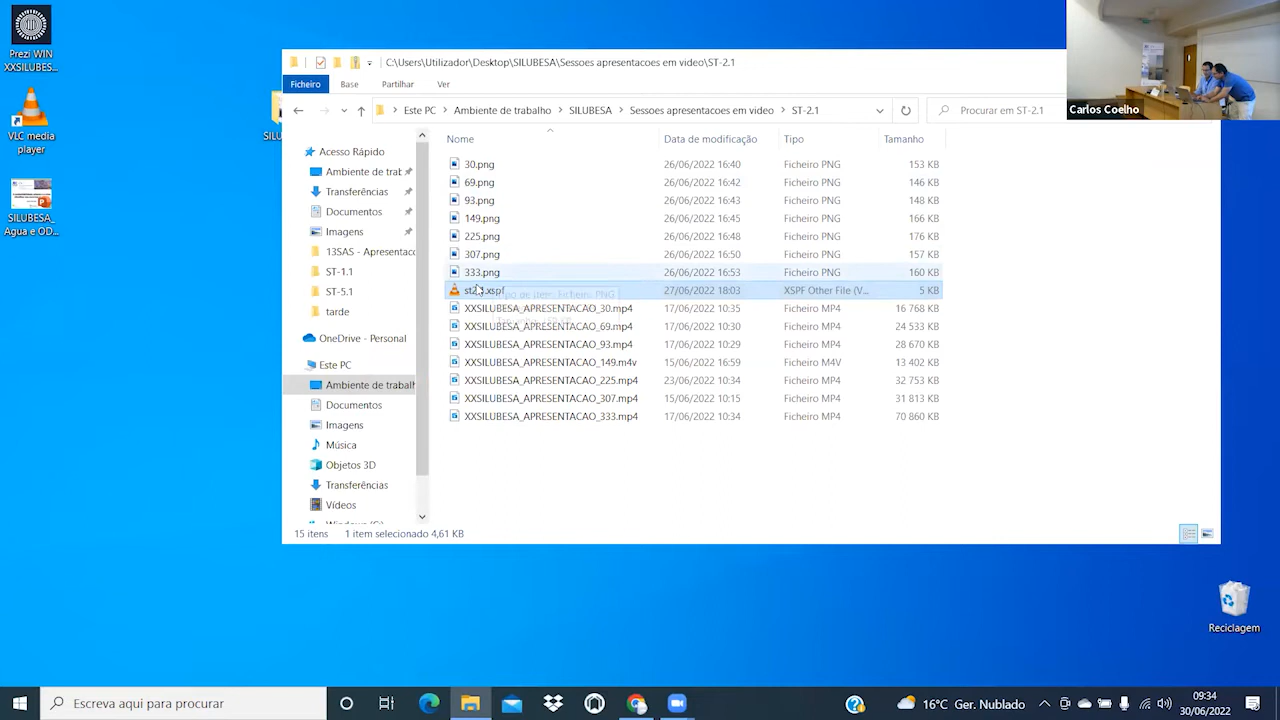 Prezi WIN
XXSILUBES...
VLC media
player
SILUBESA_
Agua e OD...
C:\Users\Utilizador\Desktop\SILUBESA\Sessoes apresentacoes em video\ST-2.1
Ficheiro Base Partilhar Ver
Este PC Ambiente de trabalho SILUBESA Sessoes apresentacoes em video ST-2.1
Procurar em ST-2.1
Carlos Coelho
Nome Data de modificação Tipo Tamanho
Acesso Rápido
Ambiente de trat
Transferências
Documentos
Imagens
13SAS - Apresentacc
ST-1.1
ST-5.1
tarde
OneDrive - Personal
Este PC
Ambiente de trabalh
Documentos
Imagens
Música
Objetos 3D
Transferências
Vídeos
30.png 26/06/2022 16:40 Ficheiro PNG 153 KB
69.png 26/06/2022 16:42 Ficheiro PNG 146 KB
93.png 26/06/2022 16:43 Ficheiro PNG 148 KB
149.png 26/06/2022 16:45 Ficheiro PNG 166 KB
225.png 26/06/2022 16:48 Ficheiro PNG 176 KB
307.png 26/06/2022 16:50 Ficheiro PNG 157 KB
333.png 26/06/2022 16:53 Ficheiro PNG 160 KB
27/06/2022 18:03 XSPF Other File (V... 5 KB
XXSILUBESA_APRESENTACAO_30.mp4 17/06/2022 10:35 Ficheiro MP4 16 768 KB
XXSILUBESA_APRESENTACAO_69.mp4 17/06/2022 10:30 Ficheiro MP4 24 533 KB
XXSILUBESA_APRESENTACAO_93.mp4 17/06/2022 10:29 Ficheiro MP4 28 670 KB
XXSILUBESA_APRESENTACAO_149.m4v 15/06/2022 16:59 Ficheiro M4V 13 402 KB
XXSILUBESA_APRESENTACAO_225.mp4 23/06/2022 10:34 Ficheiro MP4 32 753 KB
XXSILUBESA_APRESENTACAO_307.mp4 15/06/2022 10:15 Ficheiro MP4 31 813 KB
XXSILUBESA_APRESENTACAO_333.mp4 17/06/2022 10:34 Ficheiro MP4 70 860 KB
15 itens 1 item selecionado 4,61 KB
Reciclagem
Escreva aqui para procurar
16°C Ger. Nublado
09:34
30/06/2022